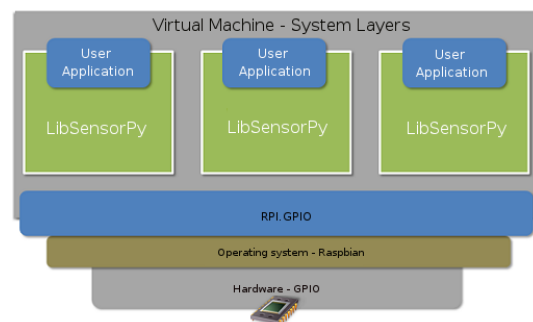 Virtual Machine - System Layers
User
Application
User
Application
User
Application
LibSensorPy
LibSensorPy
LibSensorPy
RPI.GPIO
Operating system - Raspbian
Hardware - GPIO